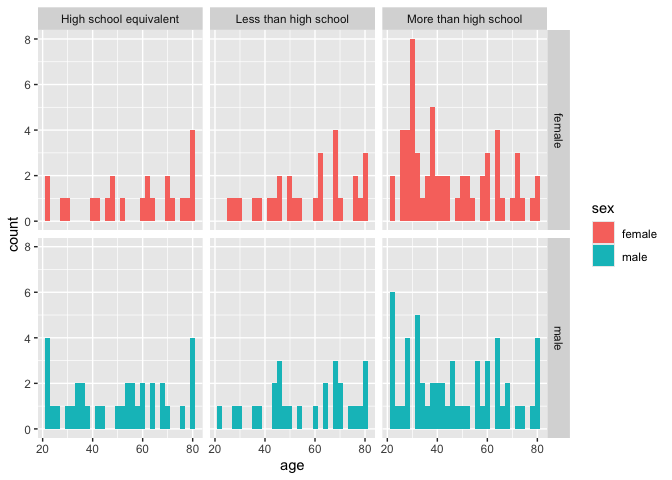 High school equivalent Less than high school More than high school
8
6
4
2
0
female
sex
female
male
count
8
6
4
2
0
male
20 40 60 80 20 40 60 80 20 40 60 80
age